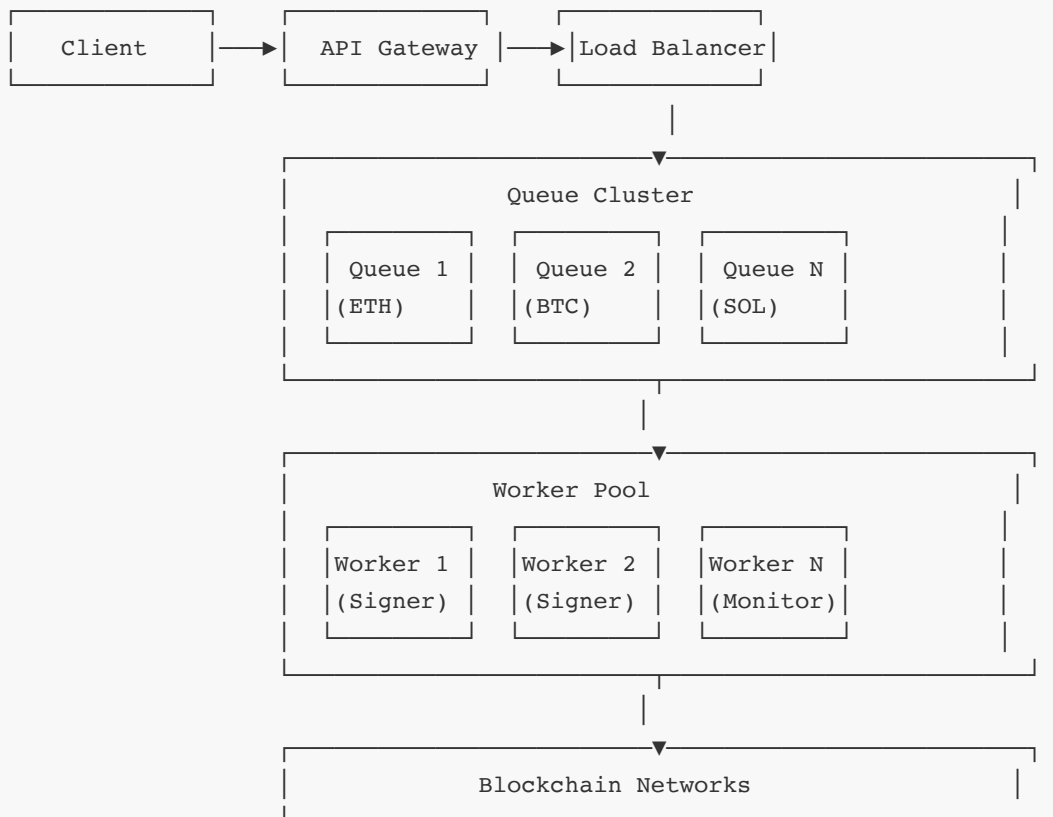 Client API Gateway Load Balancer
Queue Cluster
Queue 1 Queue 2 Queue N
(ETH) (BTC) (SOL)
Worker Pool
Worker 1 Worker 2 Worker N
(Signer) (Signer) (Monitor)
Blockchain Networks